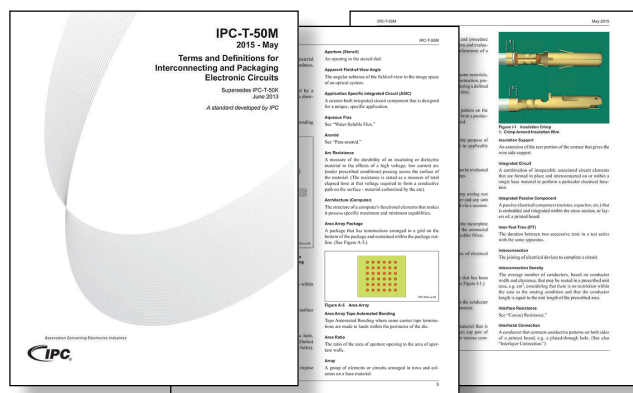 IPC-T-50M
2015 - May
Terms and Definitions for
Interconnecting and Packaging
Electronic Circuits
Supersedes IPC-T-50K
June 2013
A standard developed by IPC
Association Connecting Electronics Industries
IPC
IPC-T-50M
Aperture (Stencil)
An opening in the stencil-foil.
Apparent Field-of-View Angle
The angular subtense of the field-of-view in the image space
of an optical system.
Application Specific Integrated Circuit (ASIC)
A custom built integrated circuit component that is designed
for a unique, specific application.
Aqueous Flux
See "Water-Soluble Flux."
Aramid
See "Para-aramid."
Arc Resistance
A measure of the durability of an insulating or dielectric
material to the effects of a high voltage, low current arc
(under prescribed conditions) passing across the surface of
the material. (The resistance is stated as a measure of total
elapsed time at that voltage required to form a conductive
path on the surface – material carbonized by the arc).
Architecture (Computer)
The structure of a computer's functional elements that makes
it possess specific maximum and minimum capabilities.
Area Array Package
A package that has terminations arranged in a grid on the
bottom of the package and contained within the package out-
line. (See Figure A-5.)
Figure A-5 Area Array
Area Array Tape Automated Bonding
Tape Automated Bonding where some carrier tape termina-
tions are made to lands within the perimeter of the die.
Area Ratio
The ratio of the area of aperture opening to the area of aper-
ture walls.
Array
A group of elements or circuits arranged in rows and col-
umns on a base material.
5
IPC-T-50M
May 2015
Figure I-1 Insulation Crimp
1. Crimp Around Insulation Wire
Insulation Support
An extension of the rear portion of the contact that gives the
wire side support.
Integrated Circuit
A combination of inseparable associated circuit elements
that are formed in place and interconnected on or within a
single base material to perform a particular electrical func-
tion.
Integrated Passive Component
A passive electrical component (resistor, capacitor, etc.) that
is embedded and integrated within the cross section, or lay-
ers of, a printed board.
Inter-Test Time (ITT)
The duration between two successive tests in a test series
with the same apparatus.
Interconnection
The joining of electrical devices to complete a circuit.
Interconnection Density
The average number of conductors, based on conductor
width and clearance, that may be routed in a prescribed unit
area, e.g. cm², considering that there is no restriction within
the area to the routing condition and that the conductor
length is equal to the unit length of the prescribed area.
Interface Resistance
See "Contact Resistance."
Interfacial Connection
A conductor that connects conductive patterns on both sides
of a printed board, e.g. a plated-through hole. (See also
"Interlayer Connection.")